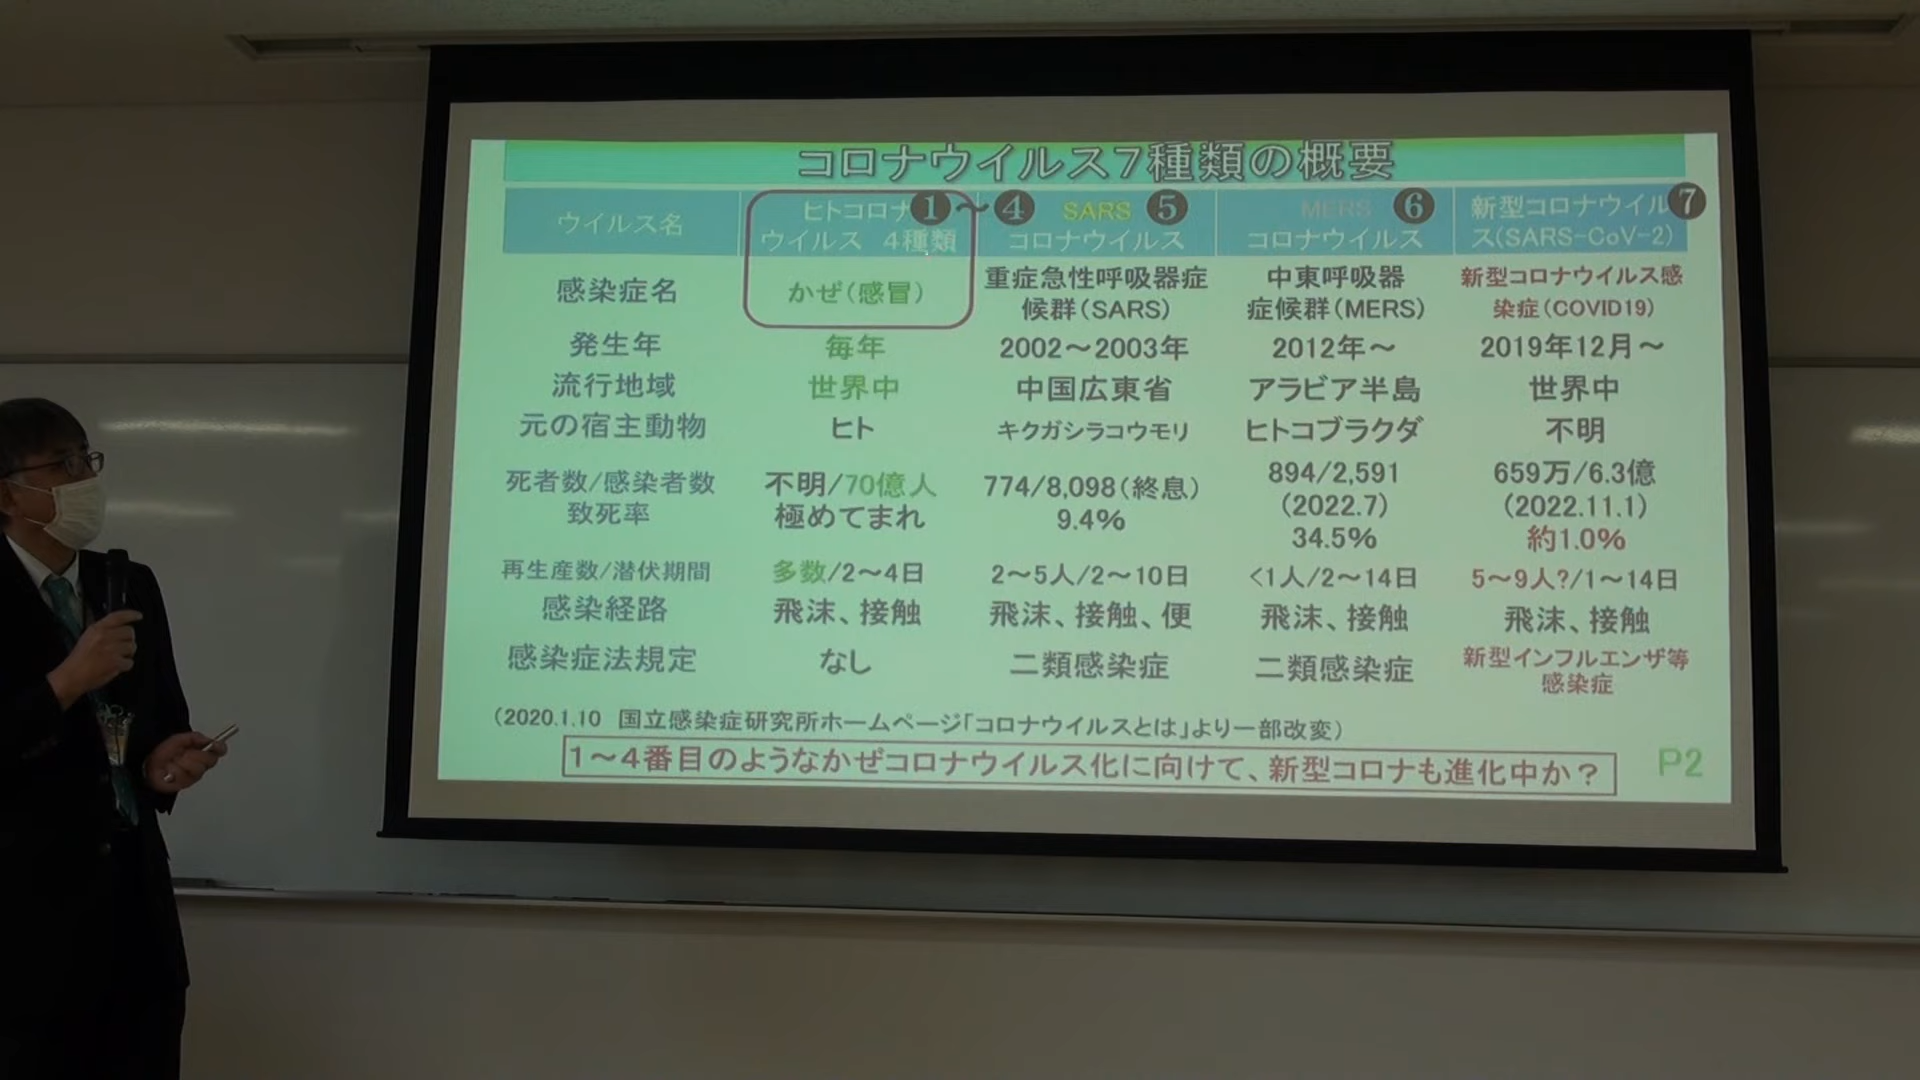 コロナウイルス7種類の概要
ウイルス名
ヒトコロナ ❶～❹
ウイルス 4種類
SARS ❺
コロナウイルス
MERS ❻
コロナウイルス
新型コロナウイル ❼
ス(SARS-CoV-2)
感染症名
かぜ(感冒)
重症急性呼吸器症
候群(SARS)
中東呼吸器
症候群(MERS)
新型コロナウイルス感
染症(COVID19)
発生年
毎年
2002～2003年
2012年～
2019年12月～
流行地域
世界中
中国広東省
アラビア半島
世界中
元の宿主動物
ヒト
キクガシラコウモリ
ヒトコブラクダ
不明
死者数/感染者数
致死率
不明/70億人
極めてまれ
774/8,098(終息)
9.4%
894/2,591
(2022.7)
34.5%
659万/6.3億
(2022.11.1)
約1.0%
再生産数/潜伏期間
多数/2～4日
2～5人/2～10日
<1人/2～14日
5～9人?/1～14日
感染経路
飛沫、接触
飛沫、接触、便
飛沫、接触
飛沫、接触
感染症法規定
なし
二類感染症
二類感染症
新型インフルエンザ等
感染症
(2020.1.10 国立感染症研究所ホームページ「コロナウイルスとは」より一部改変)
1～4番目のようなかぜコロナウイルス化に向けて、新型コロナも進化中か?
P2